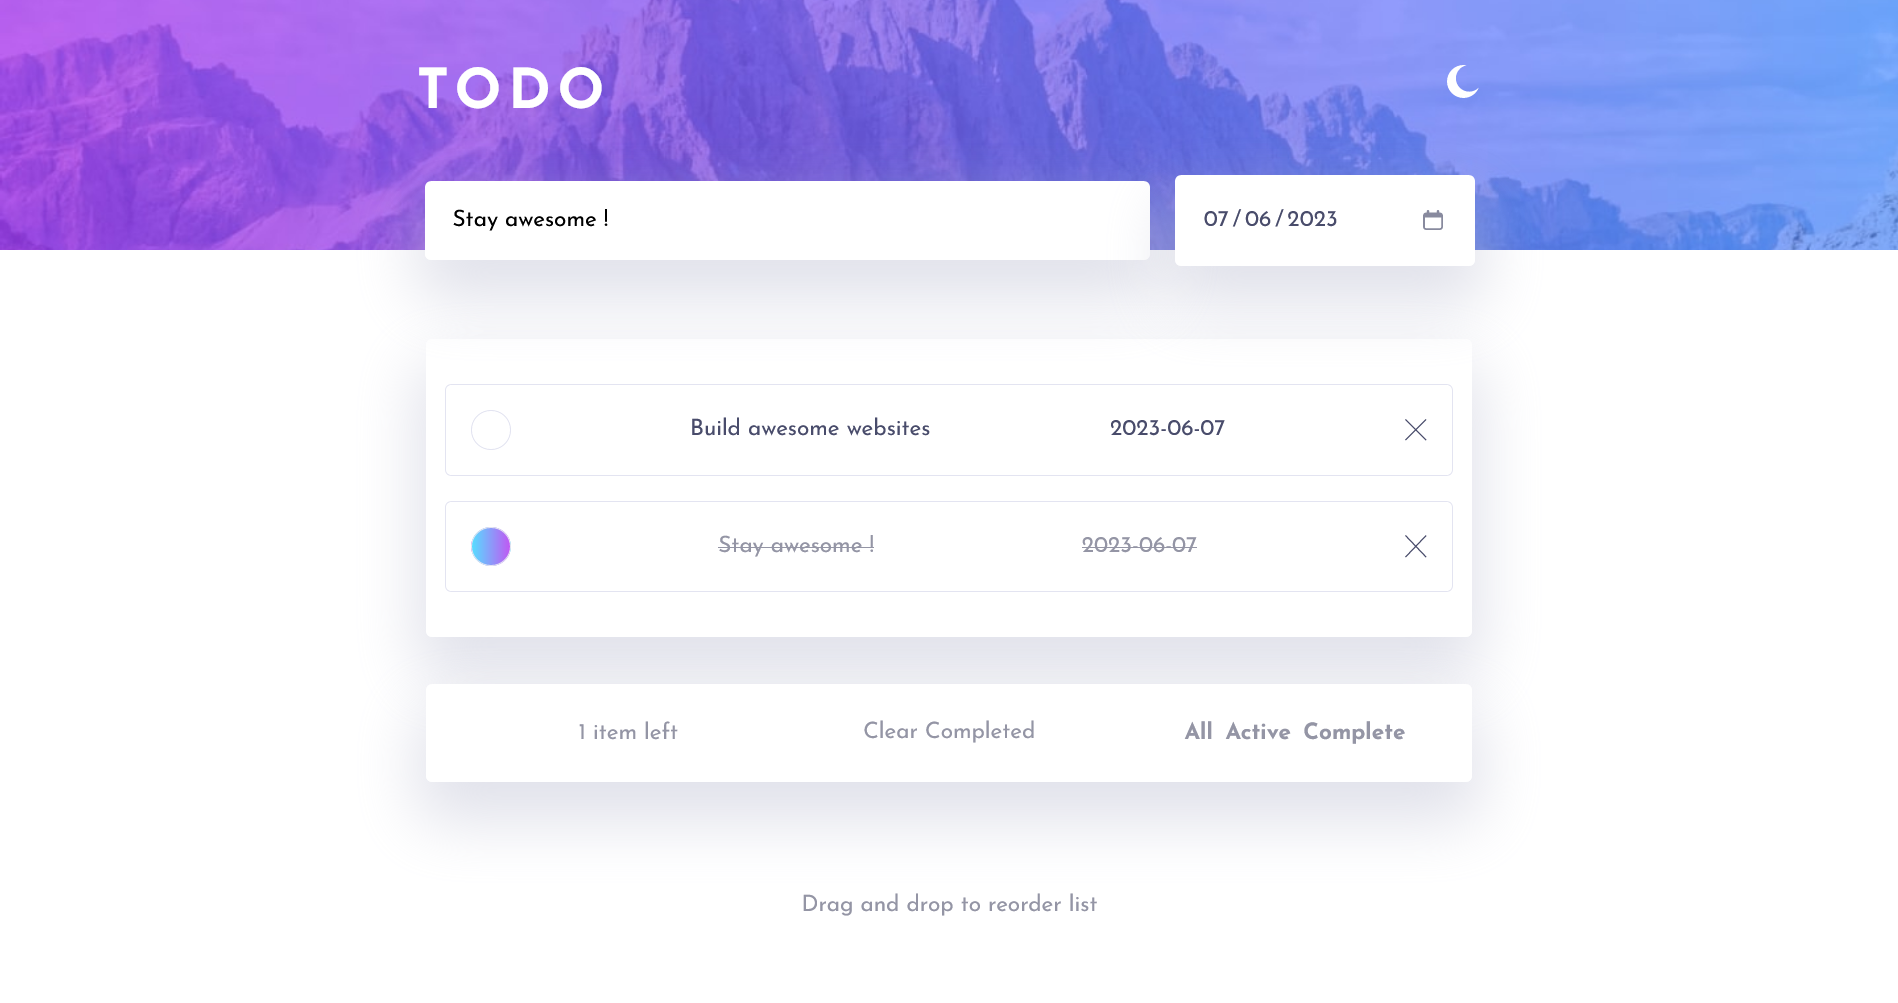 TODO
Stay awesome !
07/06/2023
Build awesome websites 2023-06-07
Stay awesome ! 2023-06-07
1 item left Clear Completed All Active Complete
Drag and drop to reorder list